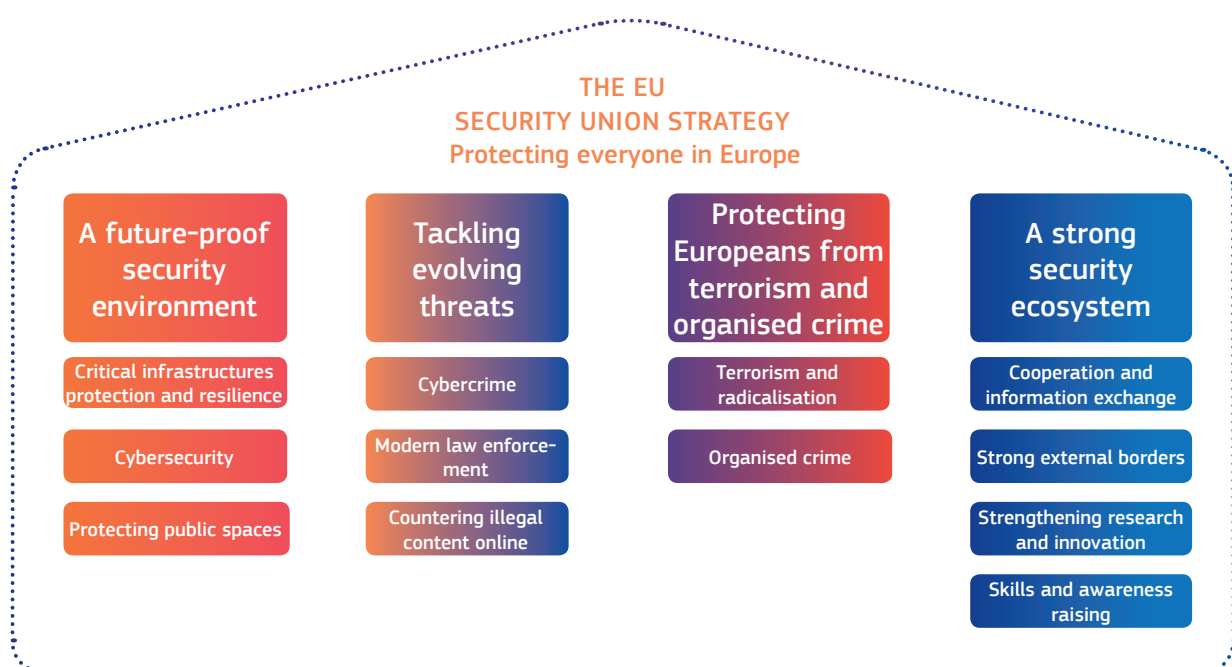 THE EU
SECURITY UNION STRATEGY
Protecting everyone in Europe
A future-proof
security
environment
Critical infrastructures
protection and resilience
Cybersecurity
Protecting public spaces
Tackling
evolving
threats
Cybercrime
Modern law enforce-
ment
Countering illegal
content online
Protecting
Europeans from
terrorism and
organised crime
Terrorism and
radicalisation
Organised crime
A strong
security
ecosystem
Cooperation and
information exchange
Strong external borders
Strengthening research
and innovation
Skills and awareness
raising